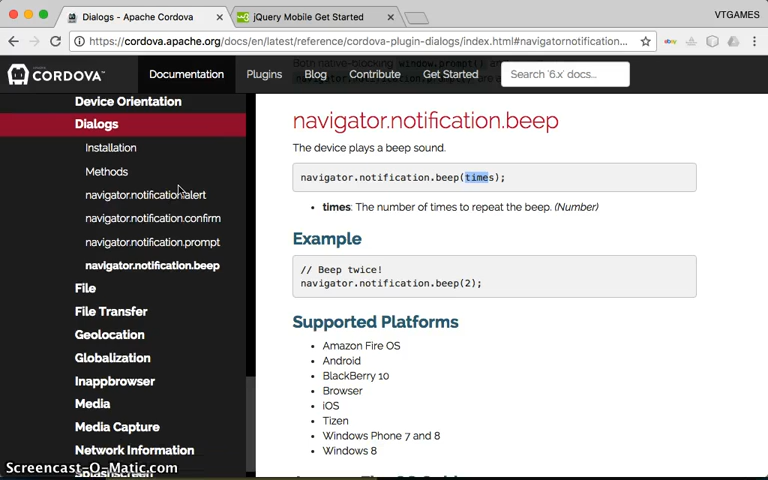 Dialogs - Apache Cordova
jQuery Mobile Get Started
VTGAMES
https://cordova.apache.org/docs/en/latest/reference/cordova-plugin-dialogs/index.html#navigatornotification...
CORDOVA
Documentation
Plugins
Blog
Contribute
Get Started
Search '6.x' docs...
Device Orientation
Dialogs
Installation
Methods
navigator.notification.alert
navigator.notification.confirm
navigator.notification.prompt
navigator.notification.beep
File
File Transfer
Geolocation
Globalization
Inappbrowser
Media
Media Capture
Network Information
Splashscreen
Both native-blocking window.prompt()
navigator.notification.beep
The device plays a beep sound.
navigator.notification.beep(times);
times: The number of times to repeat the beep. (Number)
Example
// Beep twice!
navigator.notification.beep(2);
Supported Platforms
Amazon Fire OS
Android
BlackBerry 10
Browser
iOS
Tizen
Windows Phone 7 and 8
Windows 8
Screencast-O-Matic.com